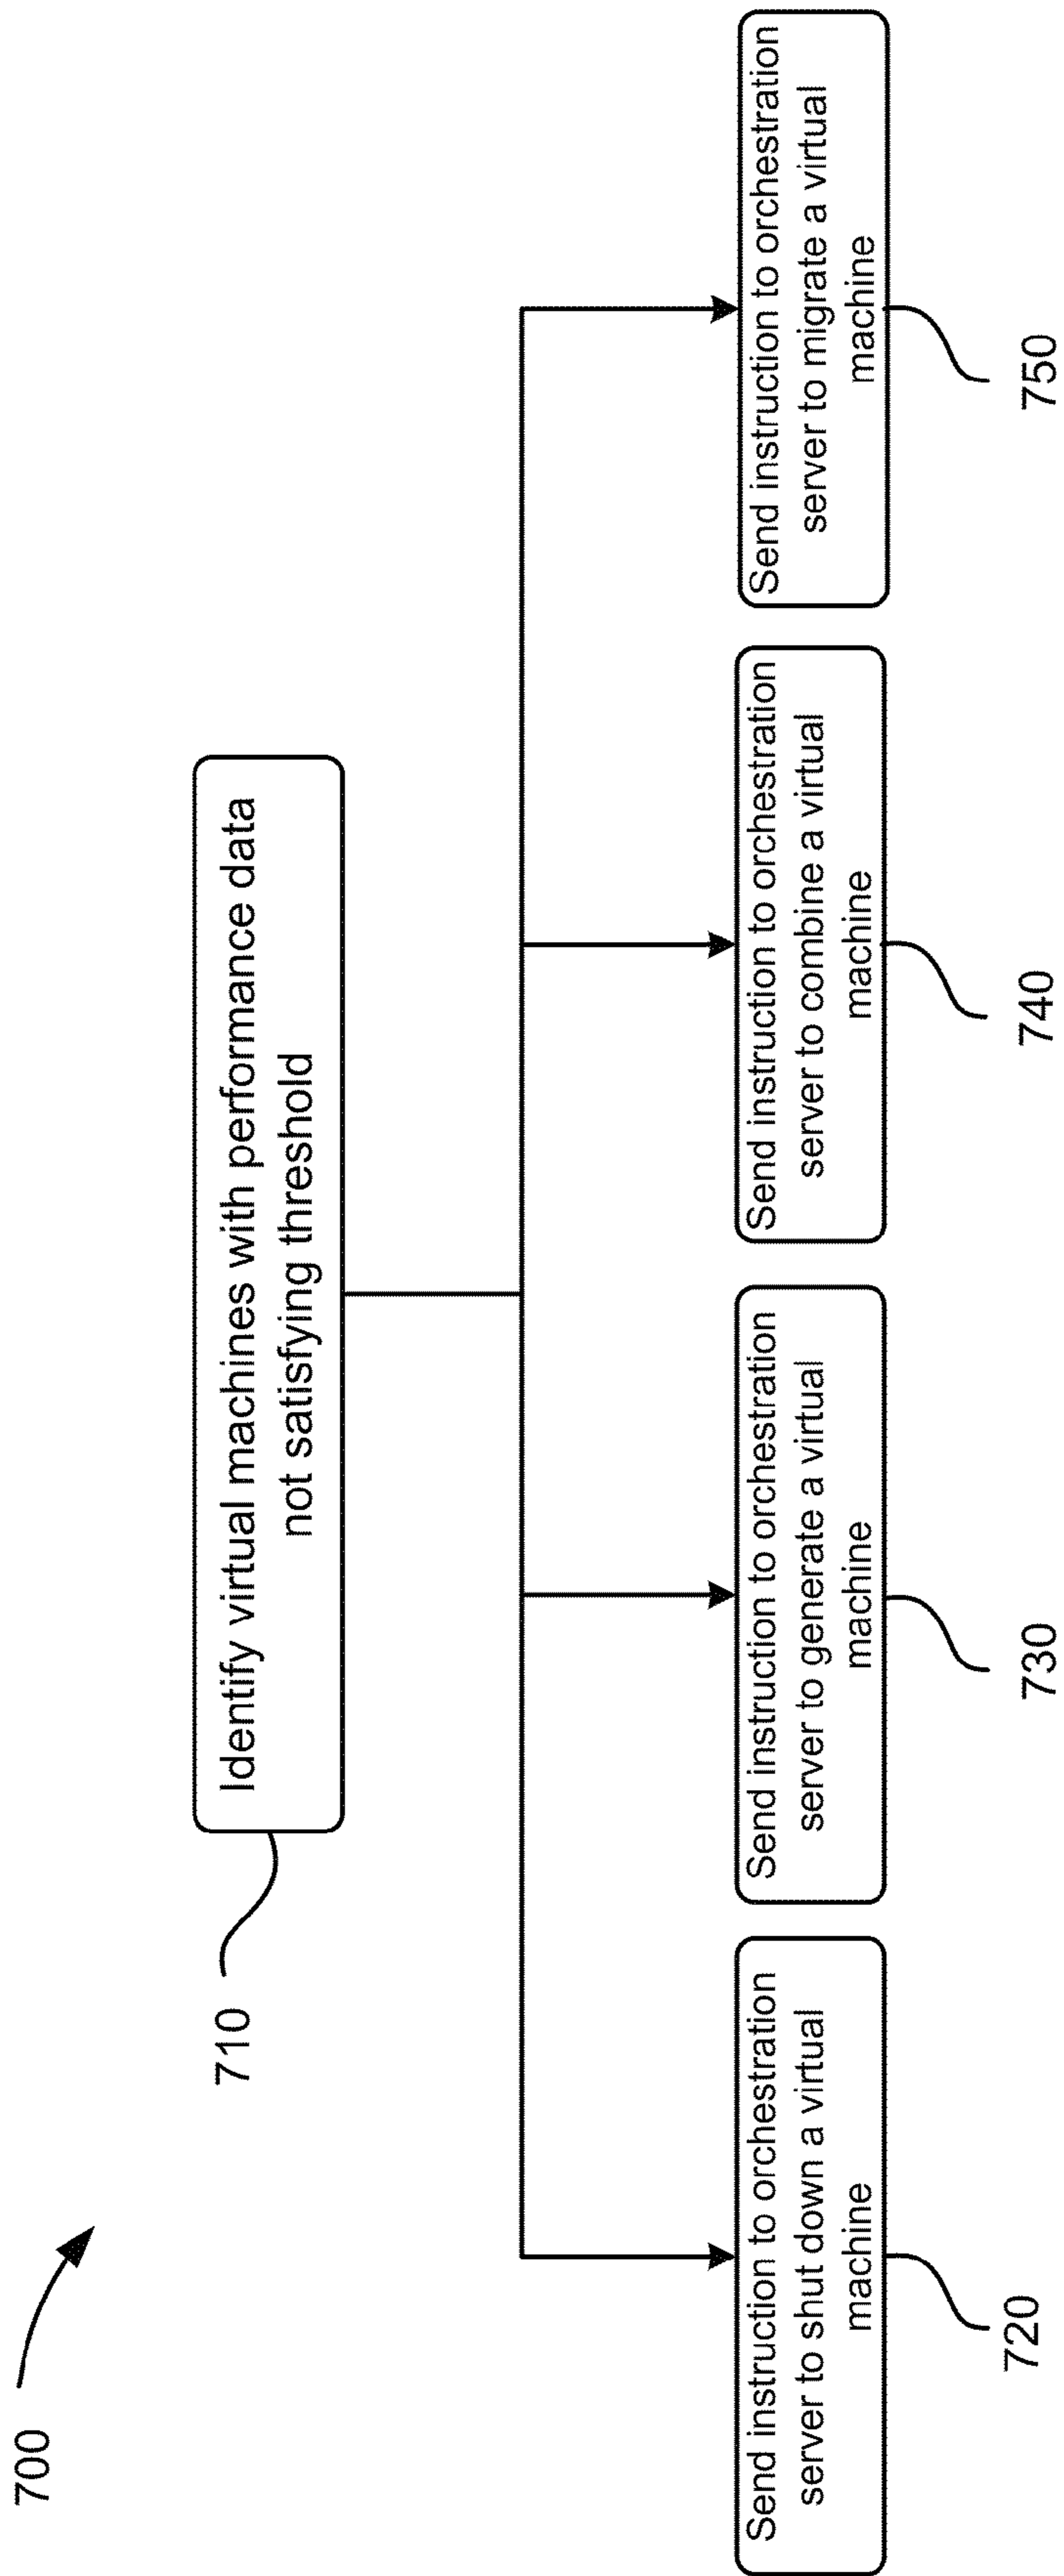 700
710
Identify virtual machines with performance data
not satisfying threshold
Send instruction to orchestration
server to shut down a virtual
machine
720
Send instruction to orchestration
server to generate a virtual
machine
730
Send instruction to orchestration
server to combine a virtual
machine
740
Send instruction to orchestration
server to migrate a virtual
machine
750